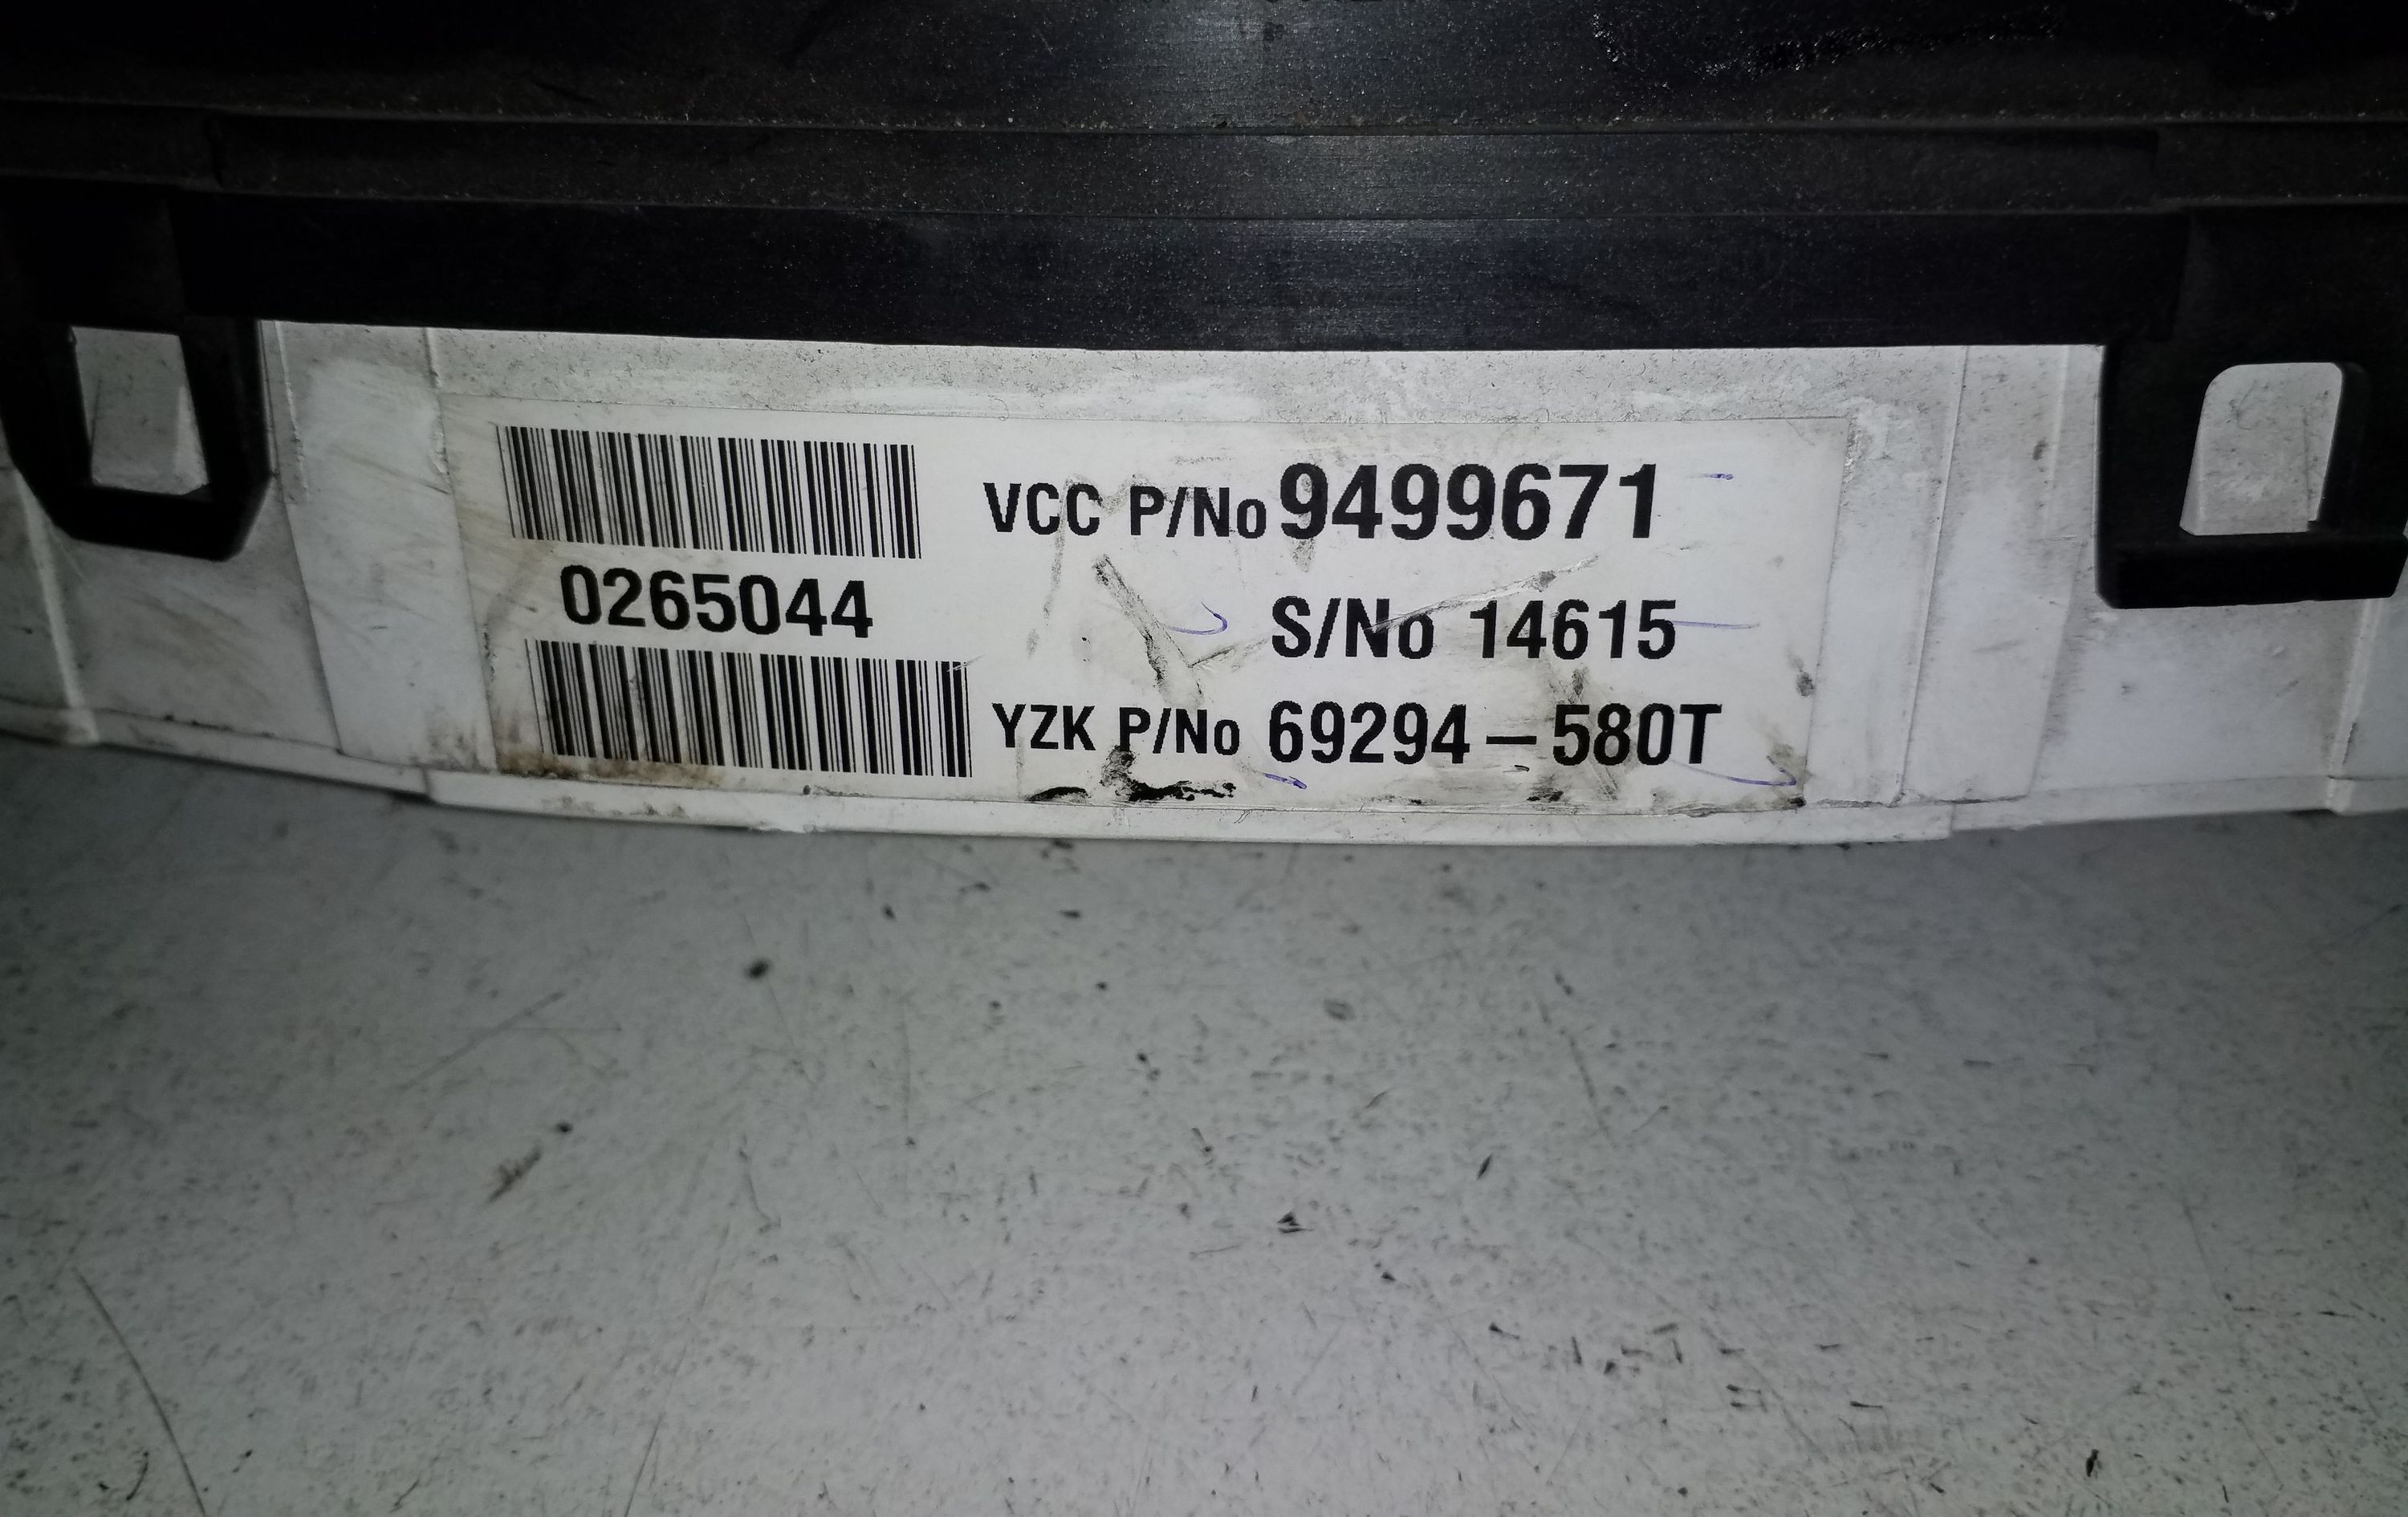 VCC P/No 9499671
0265044
S/No 14615
YZK P/No 69294-580T